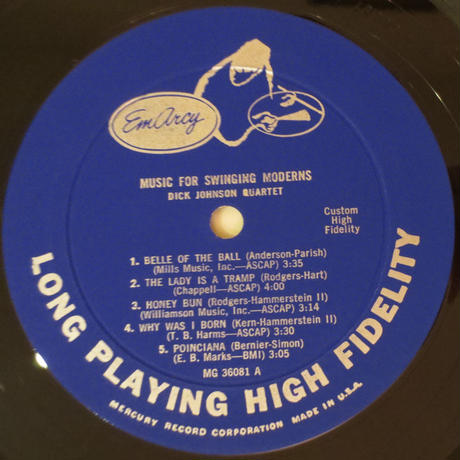 EmArcy
MUSIC FOR SWINGING MODERNS
DICK JOHNSON QUARTET
Custom
High
Fidelity
1. BELLE OF THE BALL (Anderson-Parish)
(Mills Music, Inc.—ASCAP) 3:35
2. THE LADY IS A TRAMP (Rodgers-Hart)
(Chappell—ASCAP) 4:00
3. HONEY BUN (Rodgers-Hammerstein II)
(Williamson Music, Inc.—ASCAP) 3:14
4. WHY WAS I BORN (Kern-Hammerstein II)
(T. B. Harms—ASCAP) 3:30
5. POINCIANA (Bernier-Simon)
(E. B. Marks—BMI) 3:05
MG 36081 A
LONG PLAYING HIGH FIDELITY
MERCURY RECORD CORPORATION MADE IN U.S.A.